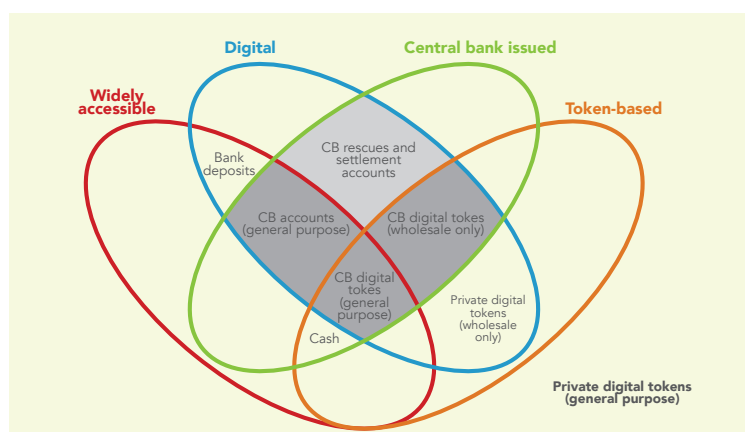 Digital
Central bank issued
Widely
accessible
Token-based
Bank
deposits
CB rescues and
settlement
accounts
CB accounts
(general purpose)
CB digital tokes
(wholesale only)
CB digital
tokes
(general
purpose)
Private digital
tokens
(wholesale
only)
Cash
Private digital tokens
(general purpose)